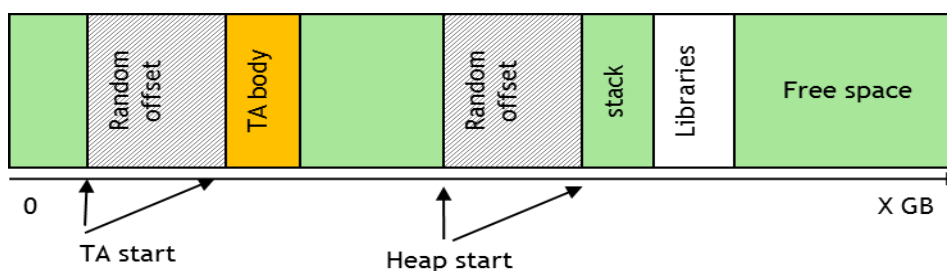 Random
offset
TA body
Random
offset
stack
Libraries
Free space
0
X GB
TA start
Heap start